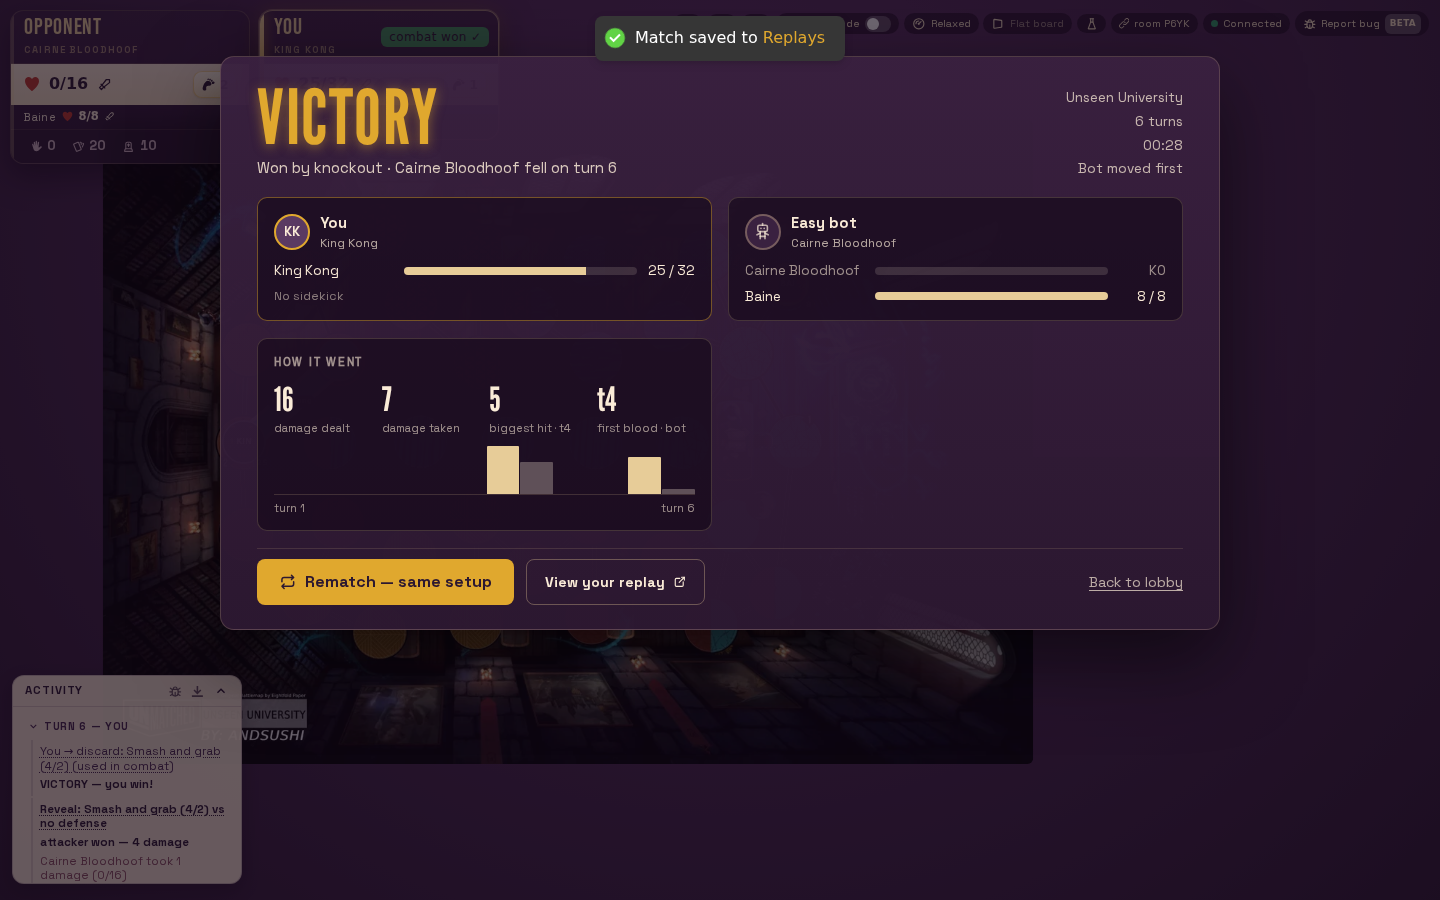 OPPONENT
CAIRNE BLOODHOOF
0/16
Baine 8/8
0 20 10
YOU
KING KONG
combat won ✓
Match saved to Replays
de
Relaxed
Flat board
room P6YK
Connected
Report bug BETA
VICTORY
Won by knockout · Cairne Bloodhoof fell on turn 6
Unseen University
6 turns
00:28
Bot moved first
KK
You
King Kong
King Kong 25 / 32
No sidekick
Easy bot
Cairne Bloodhoof
Cairne Bloodhoof KO
Baine 8 / 8
HOW IT WENT
16 7 5 t4
damage dealt damage taken biggest hit · t4 first blood · bot
turn 1 turn 6
Rematch — same setup
View your replay
Back to lobby
ACTIVITY
TURN 6 — YOU
UNIVERSITY
BY ANDSUSHI
You → discard: Smash and grab
(4/2) (used in combat)
VICTORY — you win!
Reveal: Smash and grab (4/2) vs
no defense
attacker won — 4 damage
Cairne Bloodhoof took 1
damage (0/16)